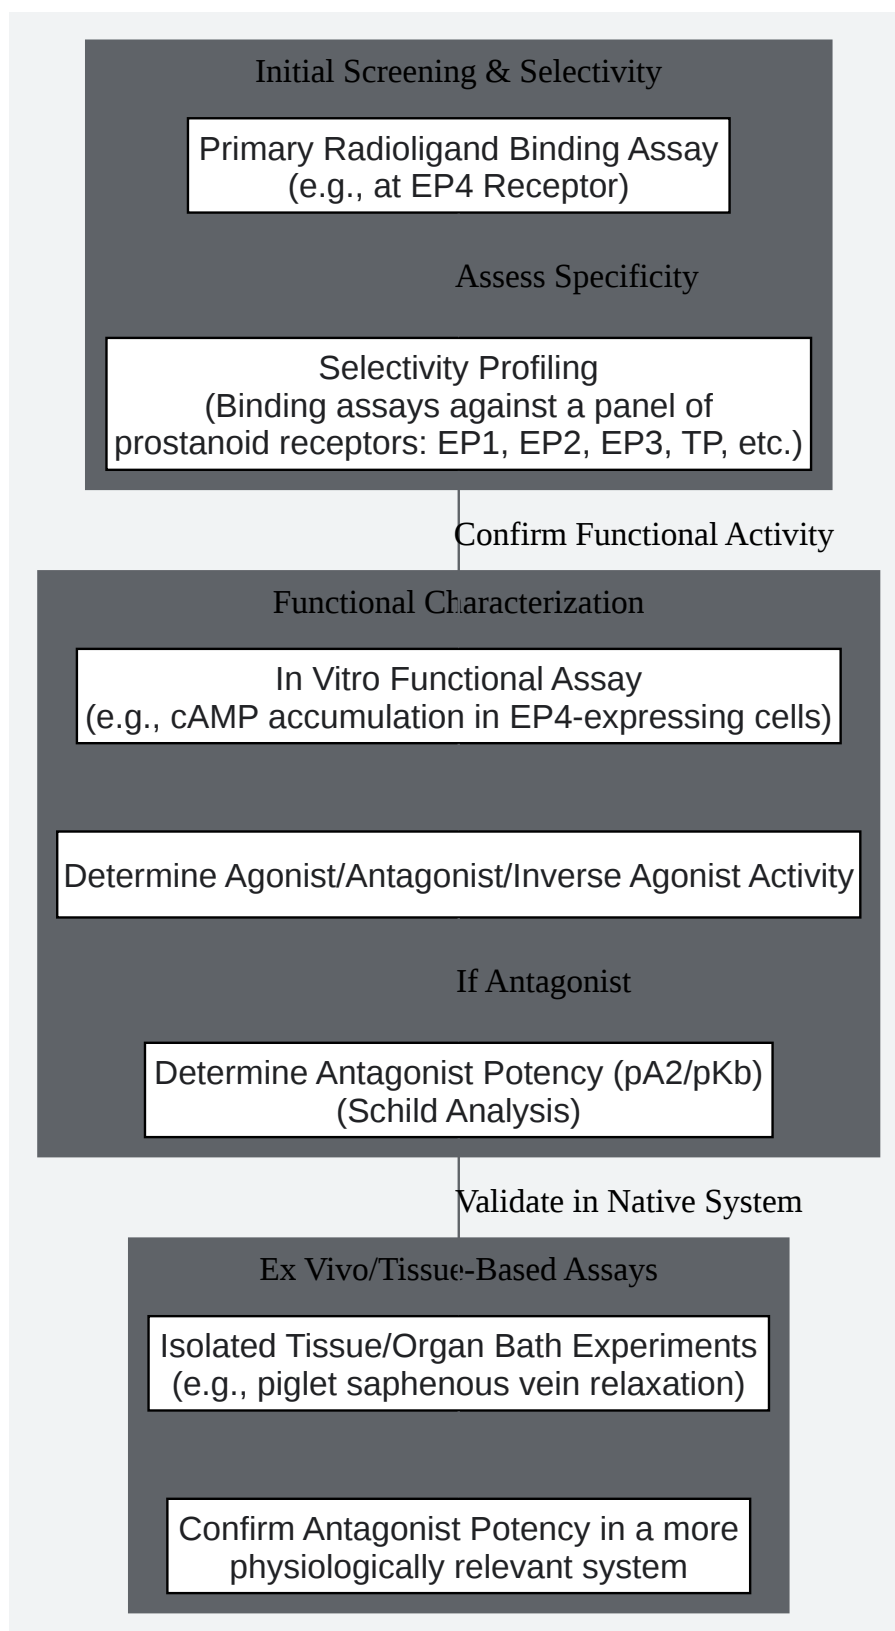 Initial Screening & Selectivity
Primary Radioligand Binding Assay
(e.g., at EP4 Receptor)
Assess Specificity
Selectivity Profiling
(Binding assays against a panel of
prostanoid receptors: EP1, EP2, EP3, TP, etc.)
Confirm Functional Activity
Functional Characterization
In Vitro Functional Assay
(e.g., cAMP accumulation in EP4-expressing cells)
Determine Agonist/Antagonist/Inverse Agonist Activity
If Antagonist
Determine Antagonist Potency (pA2/pKb)
(Schild Analysis)
Validate in Native System
Ex Vivo/Tissue-Based Assays
Isolated Tissue/Organ Bath Experiments
(e.g., piglet saphenous vein relaxation)
Confirm Antagonist Potency in a more
physiologically relevant system